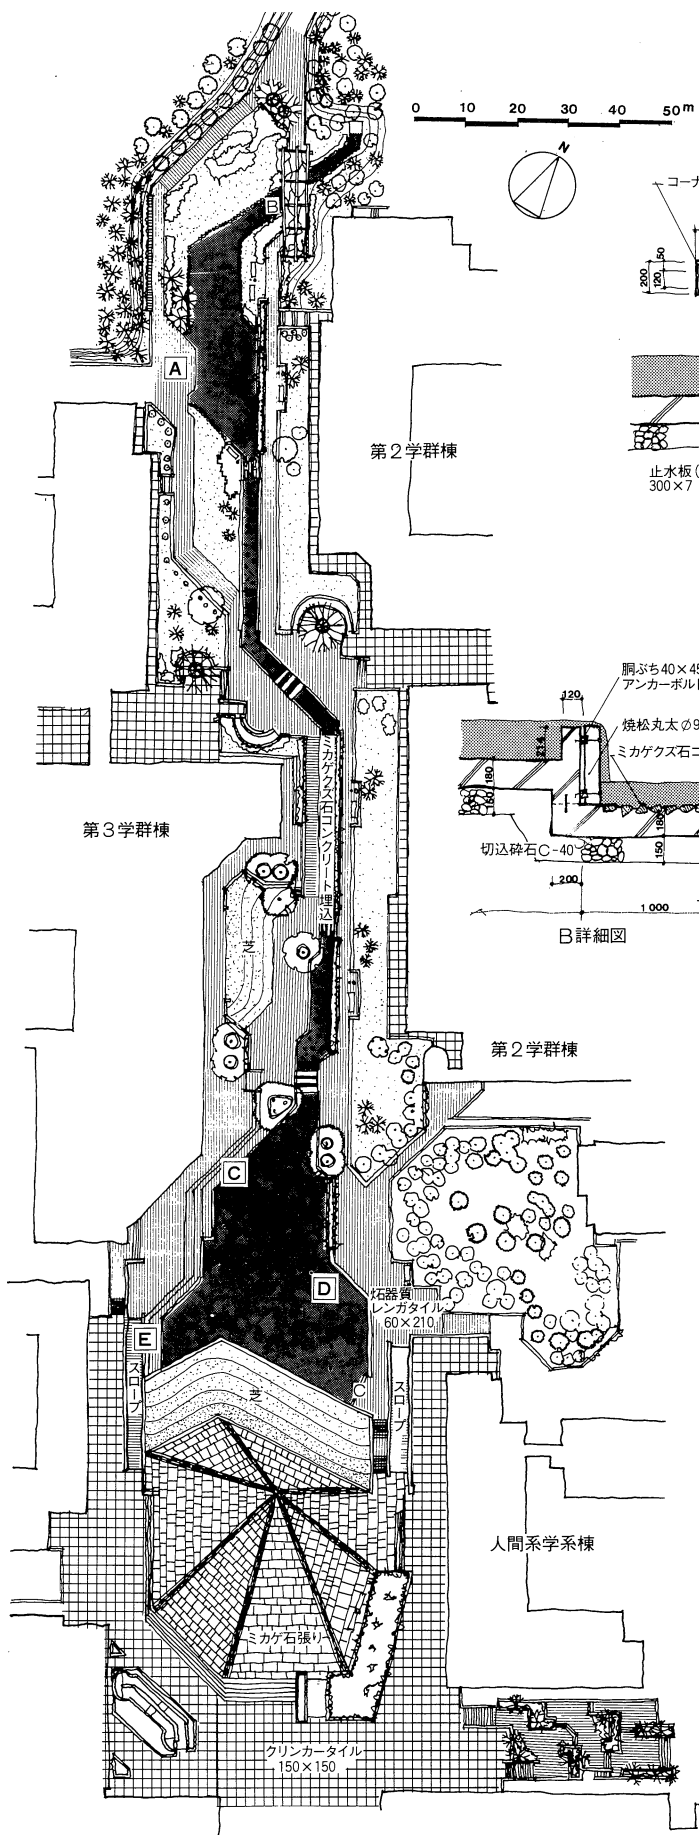 0 10 20 30 40 50m
N
コーナ
200
120
50
B
A
第2学群棟
止水板(
300×7
胴ぶち40×45
アンカーボルト
120
焼松丸太φ9
ミカゲクズ石コ
214
180
150
180
150
切込砕石C-40
200
1000
B詳細図
ミカゲクズ石コンクリート埋込
第3学群棟
芝
第2学群棟
C
D
炻器質
レンガタイル
60×210
E
スロープ
芝
C
スロープ
人間系学系棟
ミカゲ石張り
クリンカータイル
150×150